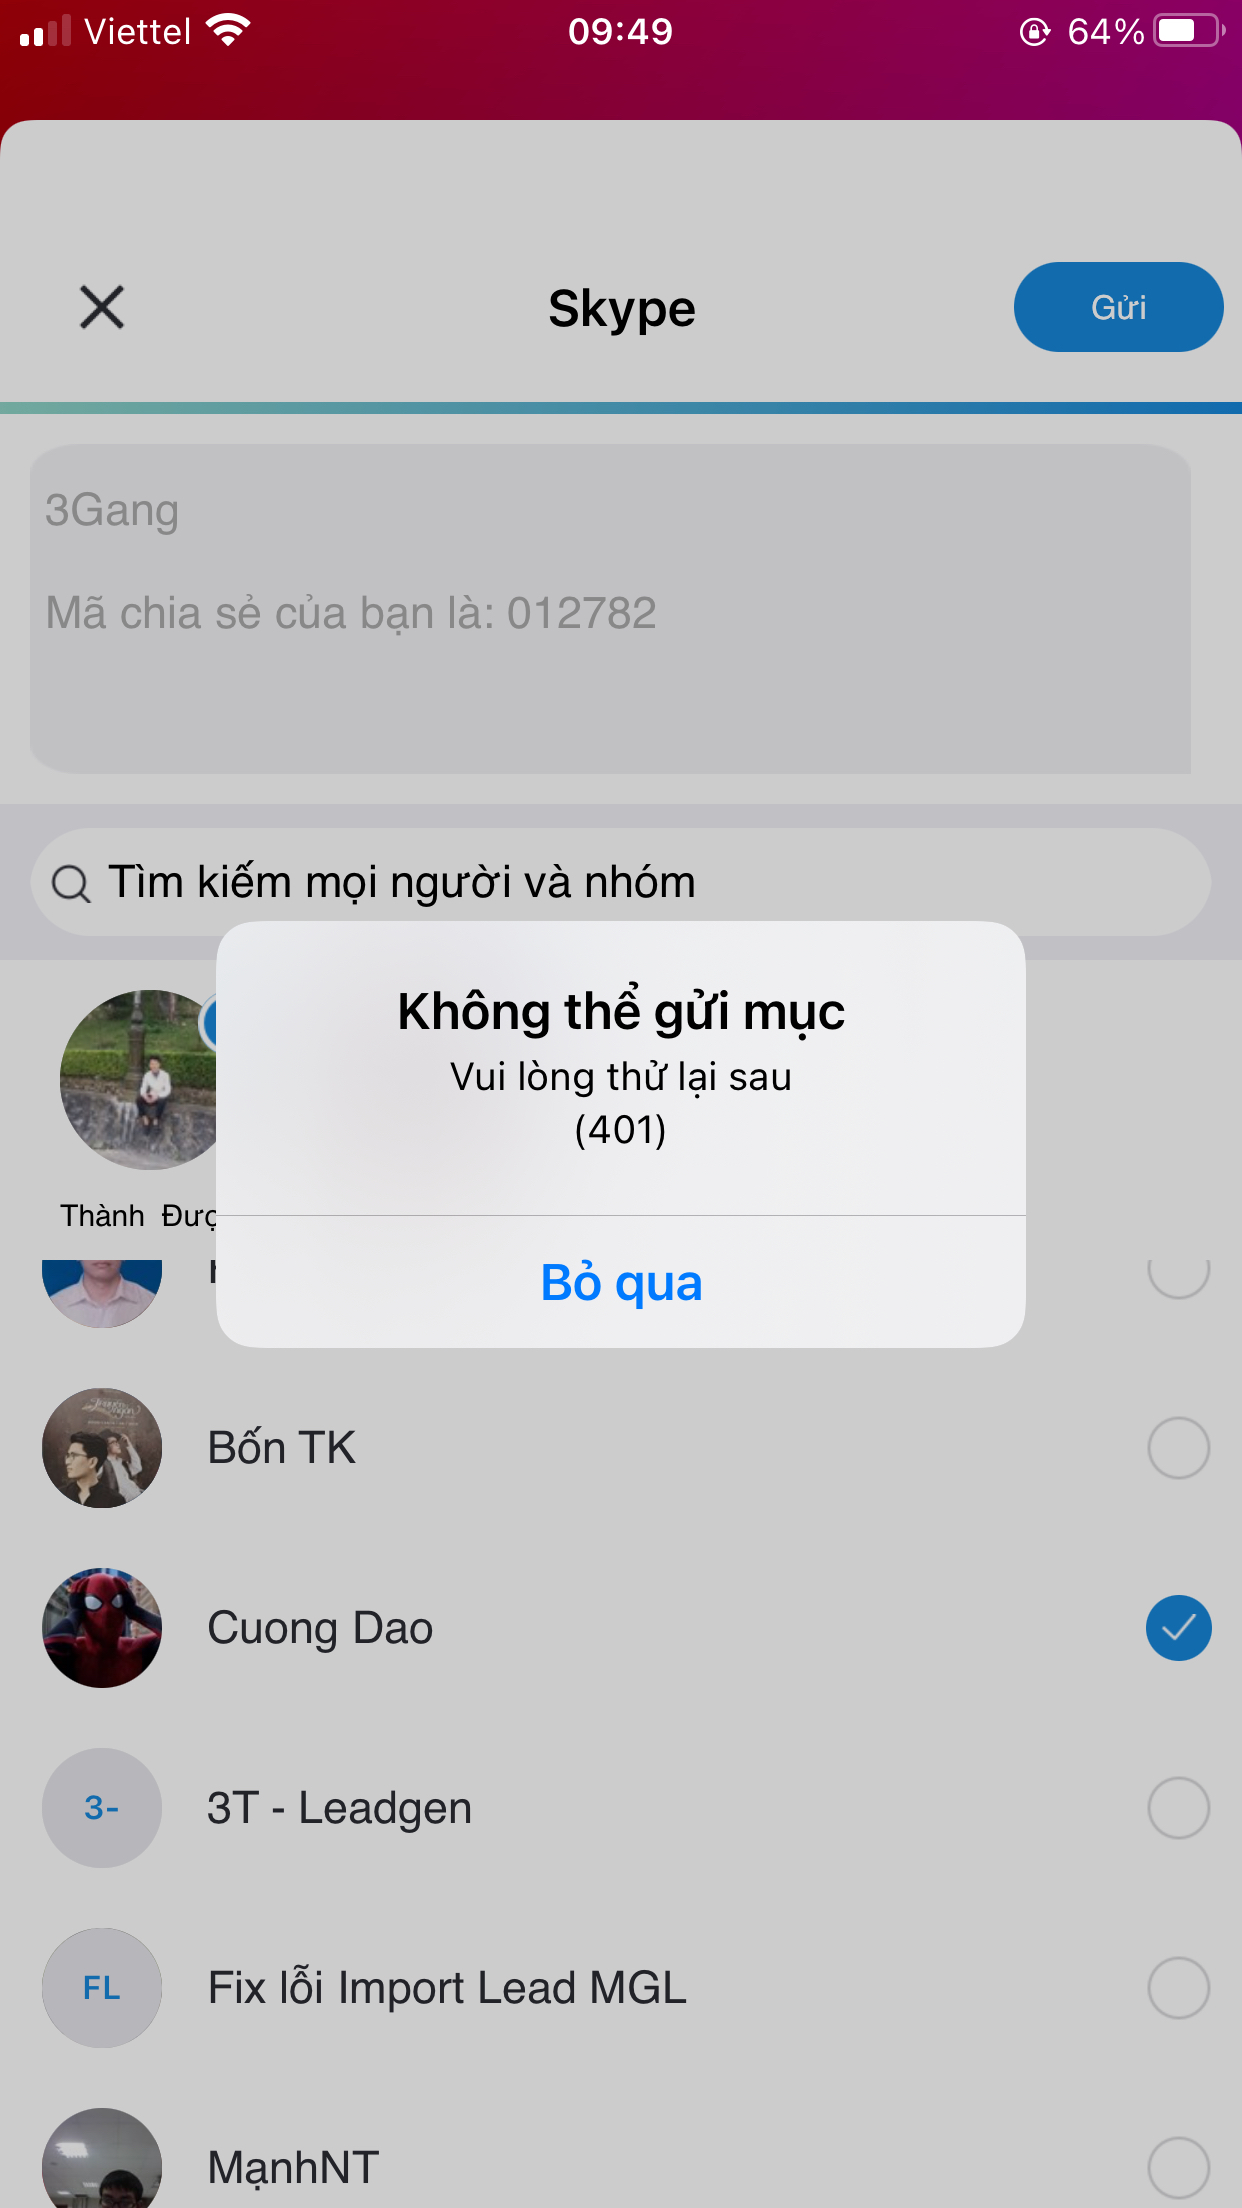 Viettel 09:49 64%
Skype
Gửi
3Gang
Mã chia sẻ của bạn là: 012782
Tìm kiếm mọi người và nhóm
Không thể gửi mục
Vui lòng thử lại sau
(401)
Bỏ qua
Thành
Bốn TK
Cuong Dao
3-
3T - Leadgen
FL
Fix lỗi Import Lead MGL
MạnhNT